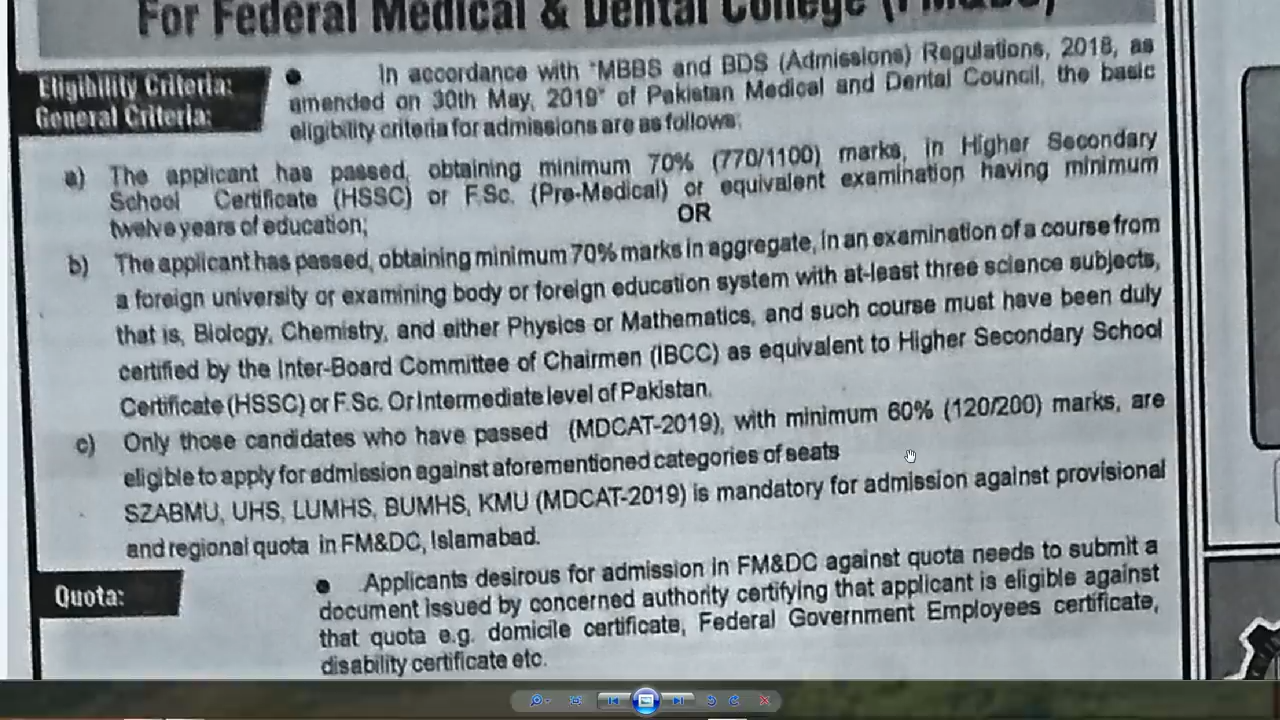 For Federal Medical & Dental College (FM&DC)
Eligibility Criteria:
General Criteria:
● In accordance with "MBBS and BDS (Admissions) Regulations, 2018, as
amended on 30th May, 2019" of Pakistan Medical and Dental Council, the basic
eligibility criteria for admissions are as follows:
a) The applicant has passed, obtaining minimum 70% (770/1100) marks, in Higher Secondary
School Certificate (HSSC) or F.Sc. (Pre-Medical) or equivalent examination having minimum
twelve years of education;
OR
b) The applicant has passed, obtaining minimum 70% marks in aggregate, in an examination of a course from
a foreign university or examining body or foreign education system with at-least three science subjects,
that is, Biology, Chemistry, and either Physics or Mathematics, and such course must have been duly
certified by the Inter-Board Committee of Chairmen (IBCC) as equivalent to Higher Secondary School
Certificate (HSSC) or F.Sc. Or Intermediate level of Pakistan.
c) Only those candidates who have passed (MDCAT-2019), with minimum 60% (120/200) marks, are
eligible to apply for admission against aforementioned categories of seats
SZABMU, UHS, LUMHS, BUMHS, KMU (MDCAT-2019) is mandatory for admission against provisional
and regional quota in FM&DC, Islamabad.
Quota:
● Applicants desirous for admission in FM&DC against quota needs to submit a
document issued by concerned authority certifying that applicant is eligible against
that quota e.g. domicile certificate, Federal Government Employees certificate,
disability certificate etc.